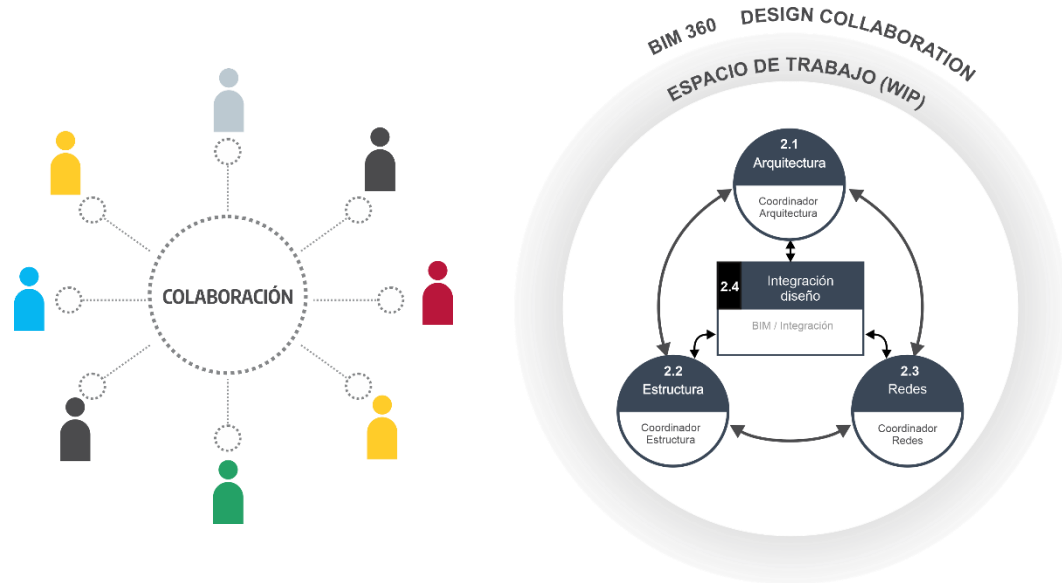 COLABORACIÓN
BIM 360 DESIGN COLLABORATION
ESPACIO DE TRABAJO (WIP)
2.1
Arquitectura
Coordinador
Arquitectura
2.4
Integración
diseño
BIM / Integración
2.2
Estructura
Coordinador
Estructura
2.3
Redes
Coordinador
Redes